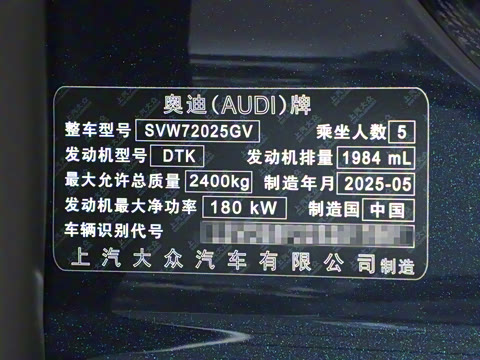 奥迪(AUDI)牌
整车型号 SVW72025GV 乘坐人数 5
发动机型号 DTK 发动机排量 1984 mL
最大允许总质量 2400kg 制造年月 2025-05
发动机最大净功率 180 kW 制造国 中国
车辆识别代号
上汽大众汽车有限公司制造